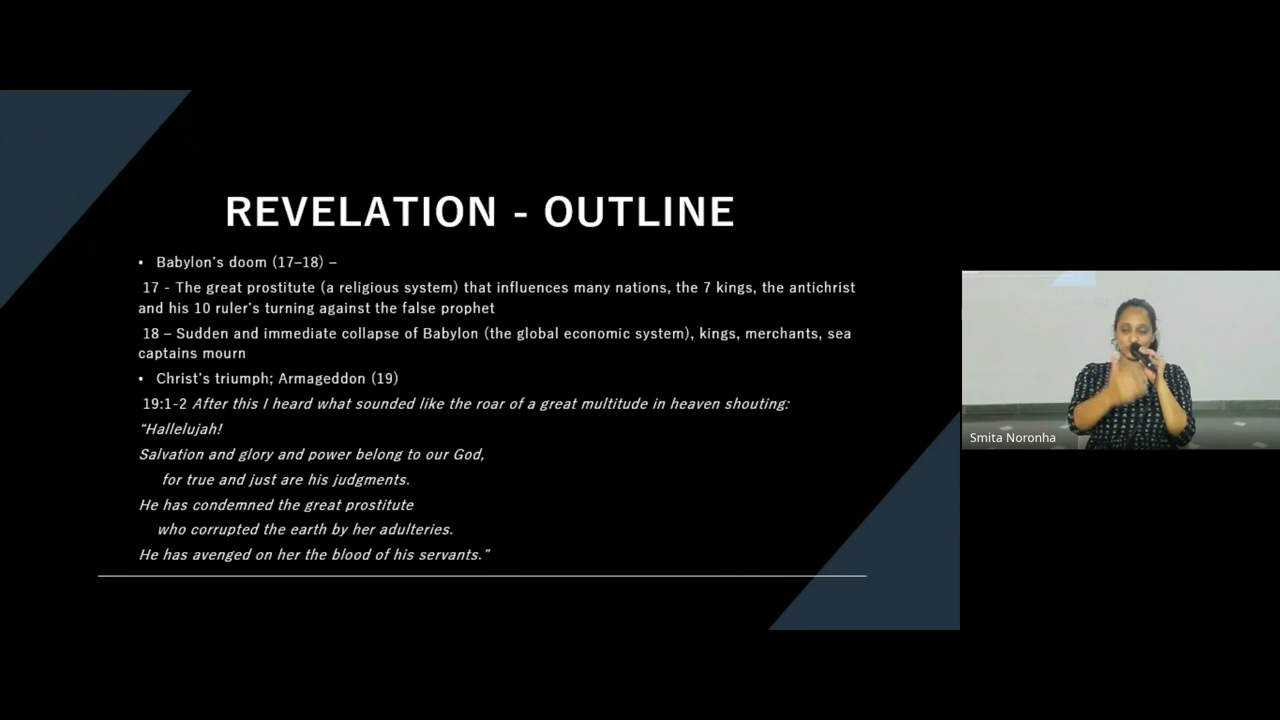 REVELATION - OUTLINE
• Babylon's doom (17–18) –
17 - The great prostitute (a religious system) that influences many nations, the 7 kings, the antichrist
and his 10 ruler's turning against the false prophet
18 – Sudden and immediate collapse of Babylon (the global economic system), kings, merchants, sea
captains mourn
• Christ's triumph; Armageddon (19)
19:1-2 After this I heard what sounded like the roar of a great multitude in heaven shouting:
"Hallelujah!
Salvation and glory and power belong to our God,
for true and just are his judgments.
He has condemned the great prostitute
who corrupted the earth by her adulteries.
He has avenged on her the blood of his servants."
Smita Noronha